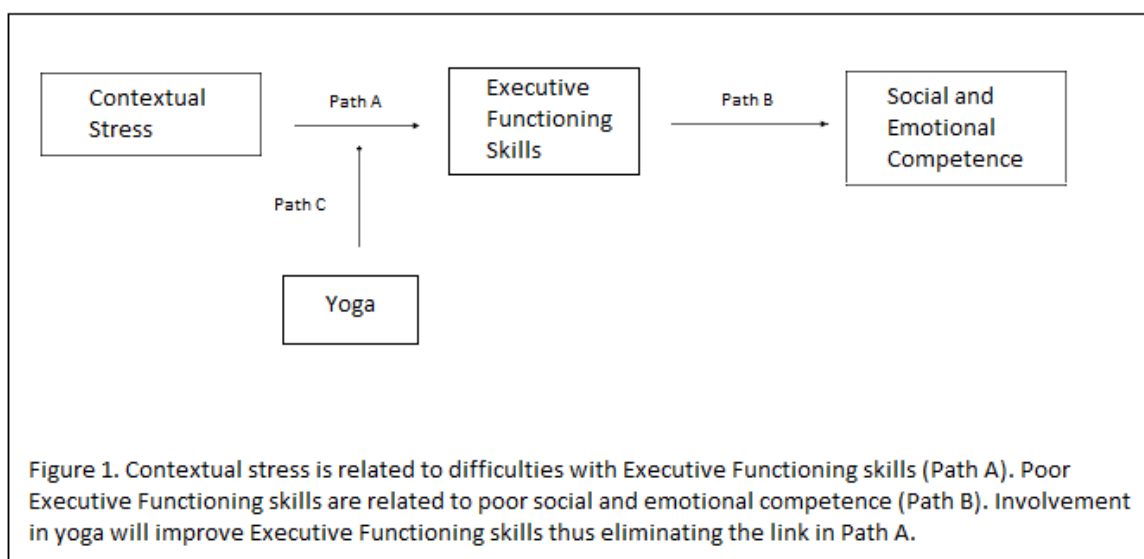 Contextual
Stress
Path A
Executive
Functioning
Skills
Path B
Social and
Emotional
Competence
Path C
Yoga
Figure 1. Contextual stress is related to difficulties with Executive Functioning skills (Path A). Poor
Executive Functioning skills are related to poor social and emotional competence (Path B). Involvement
in yoga will improve Executive Functioning skills thus eliminating the link in Path A.